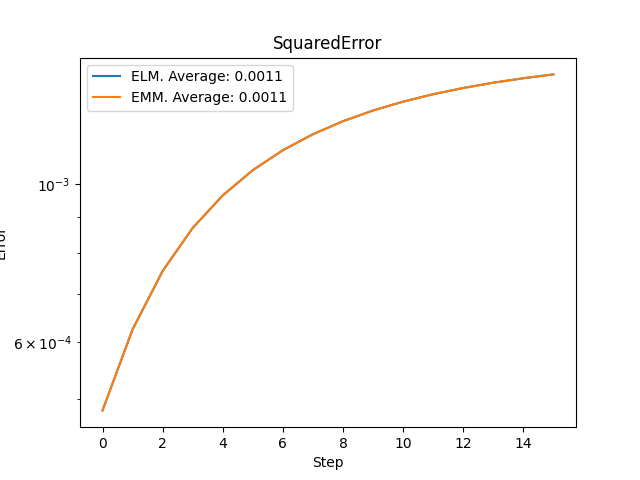 SquaredError
ELM. Average: 0.0011
EMM. Average: 0.0011
10⁻³
6 × 10⁻⁴
Error
0 2 4 6 8 10 12 14
Step